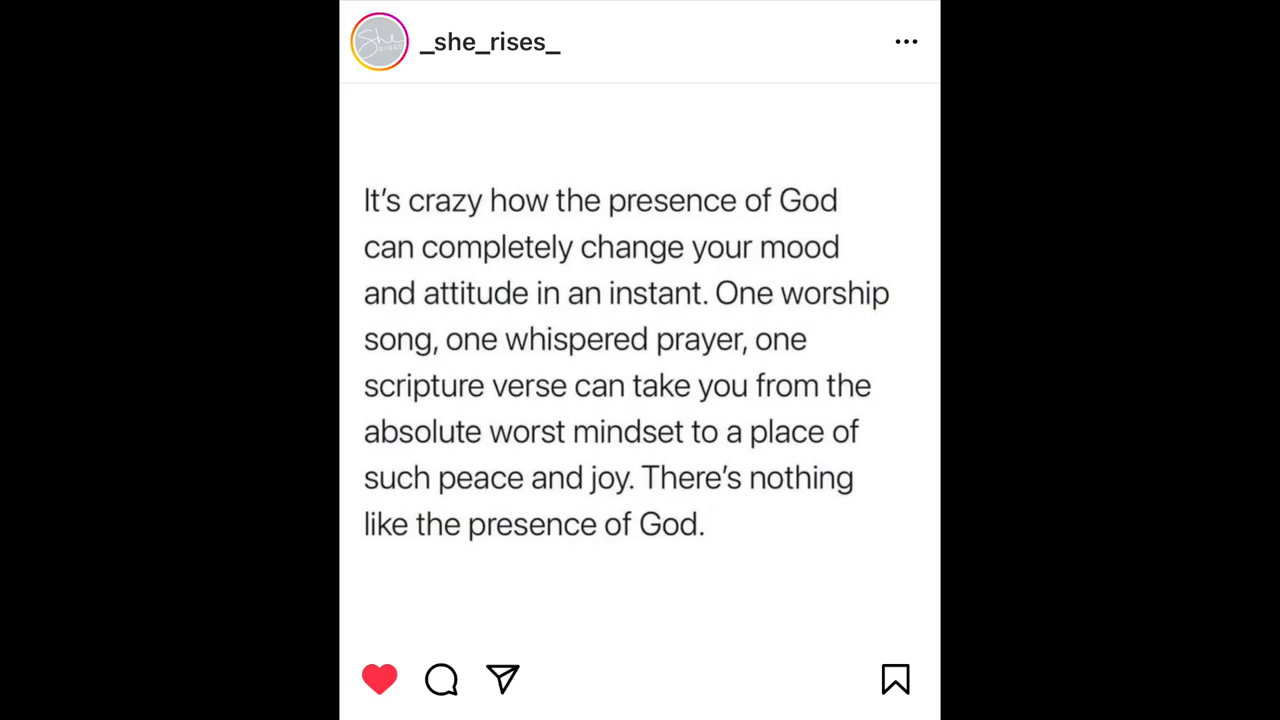 _she_rises_
It's crazy how the presence of God
can completely change your mood
and attitude in an instant. One worship
song, one whispered prayer, one
scripture verse can take you from the
absolute worst mindset to a place of
such peace and joy. There's nothing
like the presence of God.